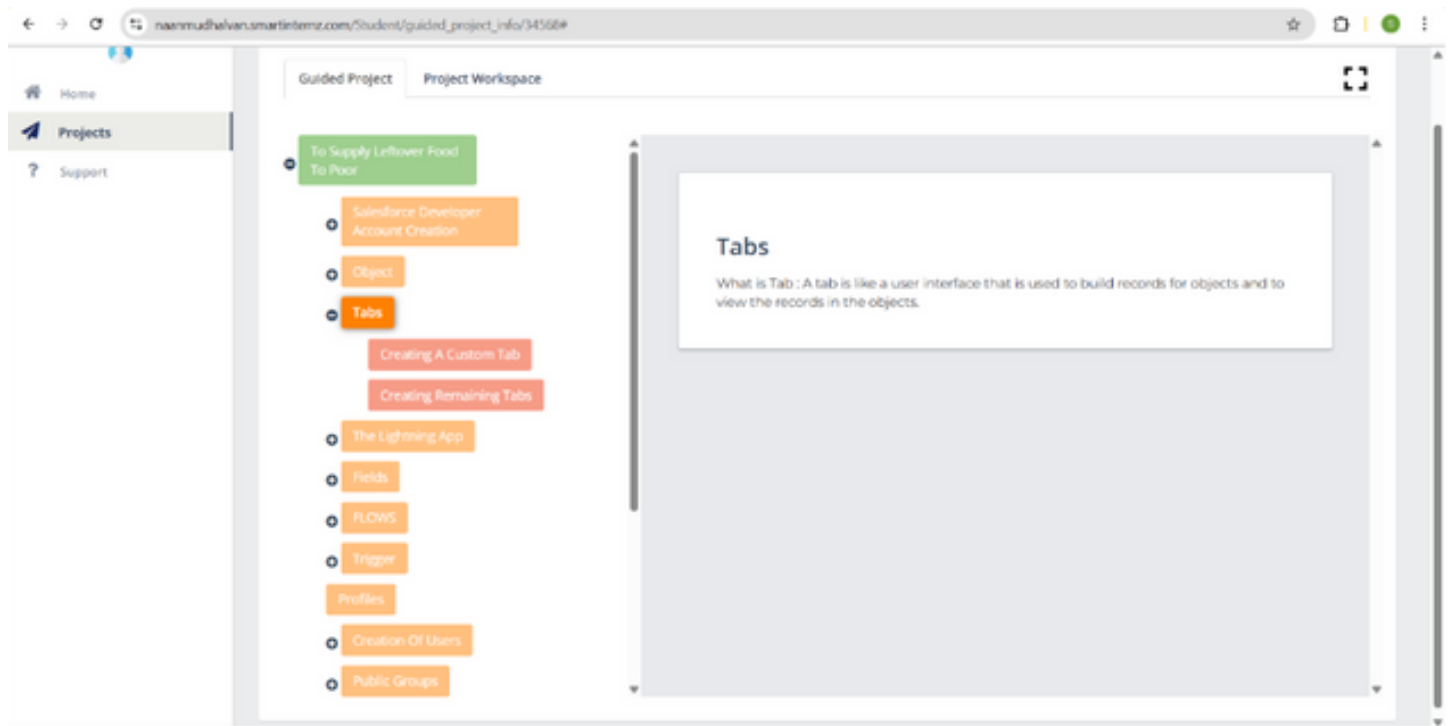 naanmudhalvan.smartinternz.com/Student/guided_project_info/34568#
S
Home
Projects
? Support
Guided Project
Project Workspace
To Supply Leftover Food
To Poor
Salesforce Developer
Account Creation
Object
Tabs
Creating A Custom Tab
Creating Remaining Tabs
The Lightning App
Fields
FLOWS
Trigger
Profiles
Creation Of Users
Public Groups
Tabs
What is Tab : A tab is like a user interface that is used to build records for objects and to
view the records in the objects.